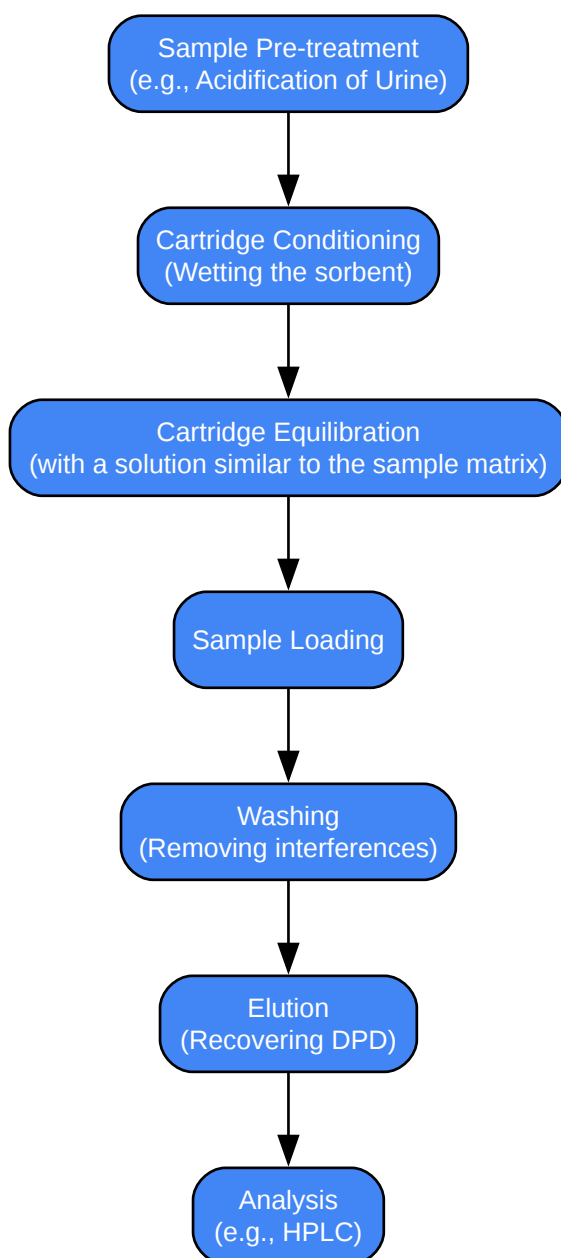 Sample Pre-treatment
(e.g., Acidification of Urine)
Cartridge Conditioning
(Wetting the sorbent)
Cartridge Equilibration
(with a solution similar to the sample matrix)
Sample Loading
Washing
(Removing interferences)
Elution
(Recovering DPD)
Analysis
(e.g., HPLC)